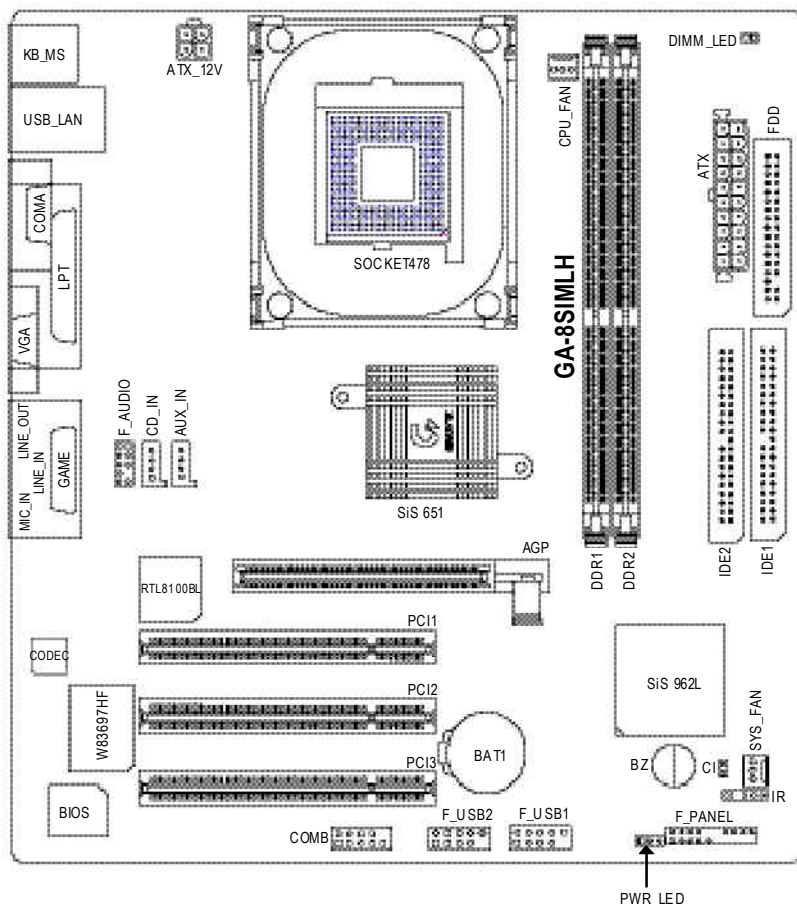 KB_MS
ATX_12V
DIMM_LED
USB_LAN
CPU_FAN
FDD
ATX
COMA
LPT
SOCKET478
GA-8SIMLH
VGA
LINE_OUT
F_AUDIO
CD_IN
AUX_IN
MIC_IN
LINE_IN
GAME
SiS 651
AGP
DDR1
DDR2
IDE2
IDE1
RTL8100BL
PCI1
CODEC
SiS 962L
PCI2
W83697HF
SYS_FAN
BAT1
BZ
CI
PCI3
IR
BIOS
COMB
F_USB2
F_USB1
F_PANEL
PWR_LED